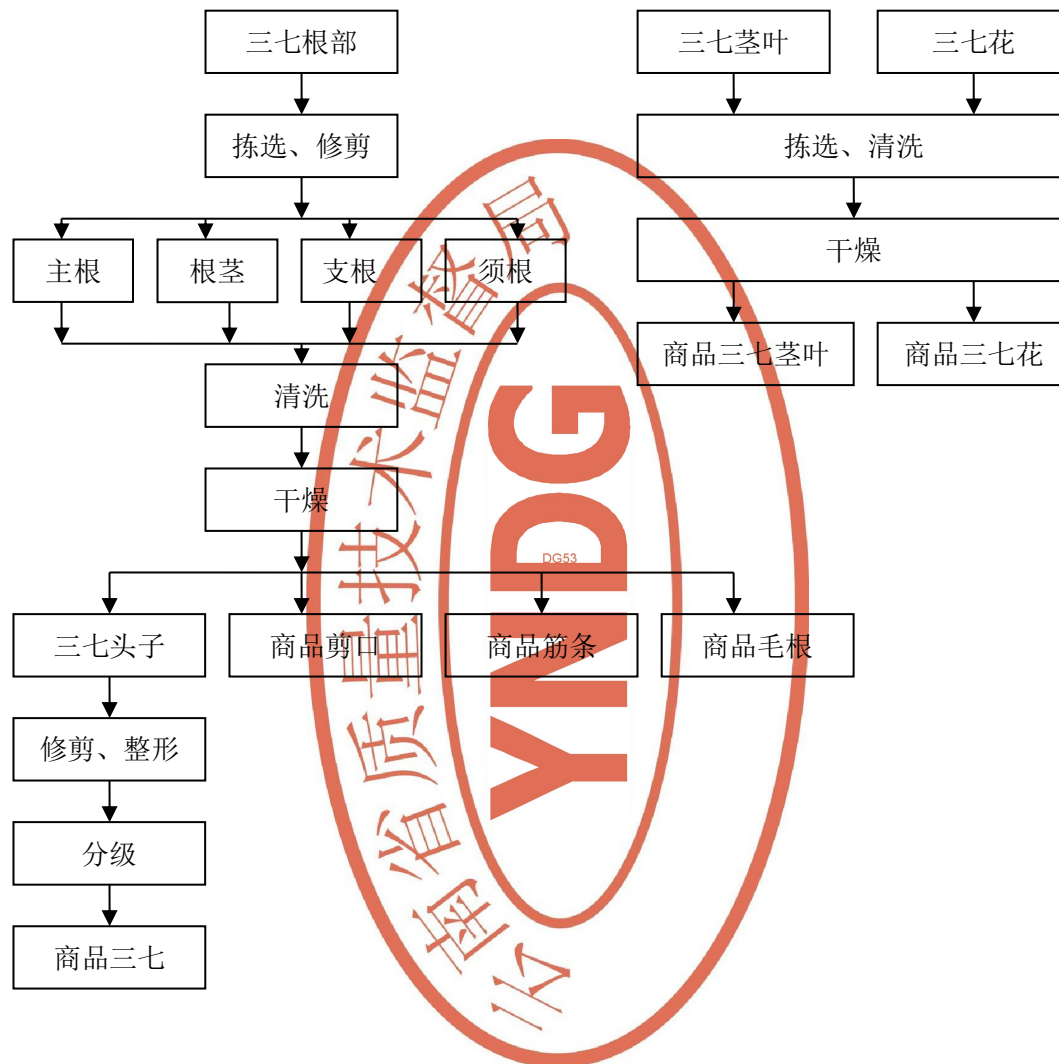 三七根部
三七茎叶
三七花
拣选、修剪
拣选、清洗
主根
根茎
支根
须根
干燥
商品三七茎叶
商品三七花
清洗
干燥
三七头子
商品剪口
商品筋条
商品毛根
修剪、整形
分级
商品三七
云南省质量技术监督局
YNDG
DG53